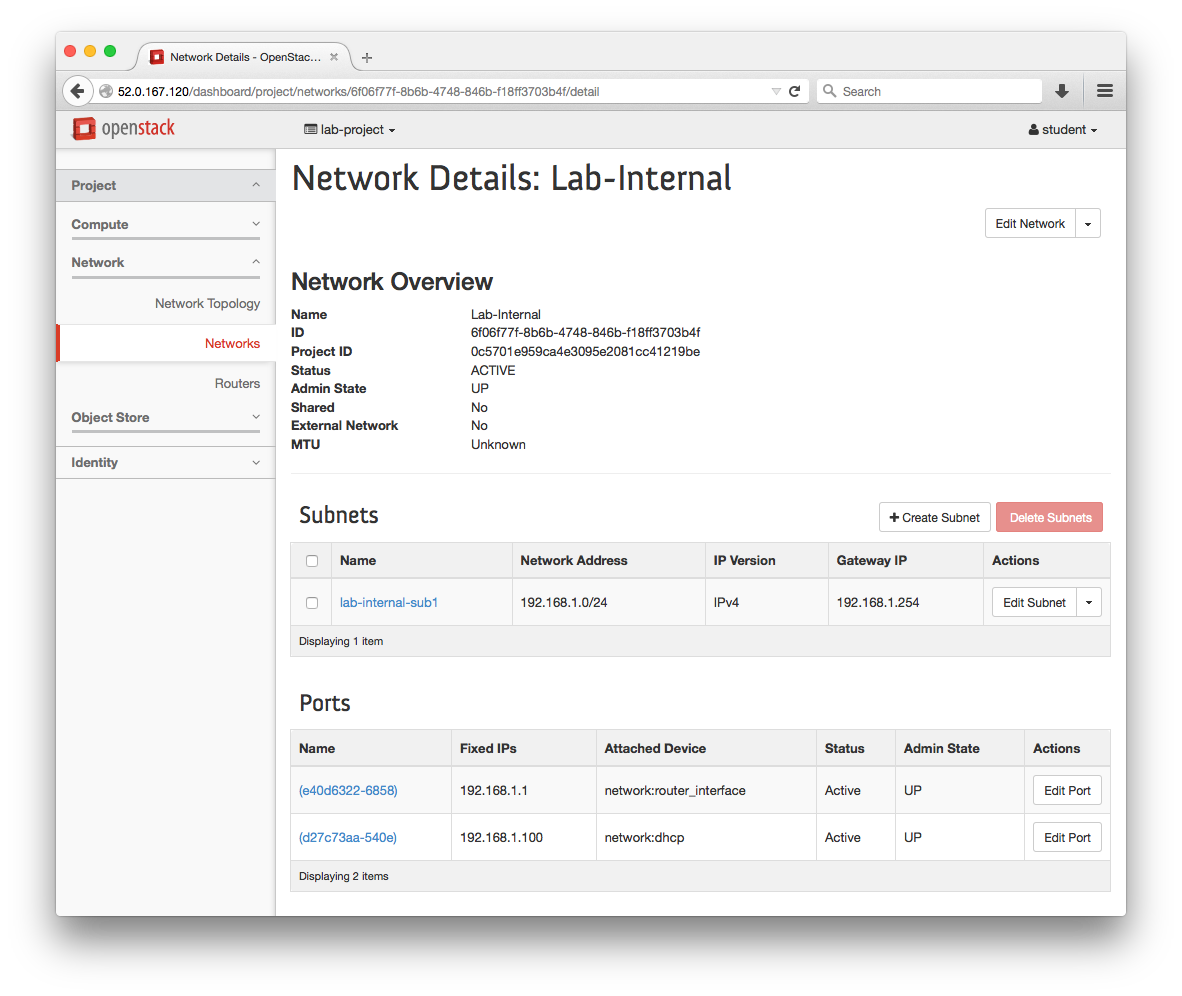 Network Details - OpenStac...
52.0.167.120/dashboard/project/networks/6f06f77f-8b6b-4748-846b-f18ff3703b4f/detail
Search
openstack
lab-project
student
Project
Compute
Network
Network Topology
Networks
Routers
Object Store
Identity
Network Details: Lab-Internal
Edit Network
Network Overview
Name Lab-Internal
ID 6f06f77f-8b6b-4748-846b-f18ff3703b4f
Project ID 0c5701e959ca4e3095e2081cc41219be
Status ACTIVE
Admin State UP
Shared No
External Network No
MTU Unknown
Subnets
+ Create Subnet
Delete Subnets
Name Network Address IP Version Gateway IP Actions
lab-internal-sub1 192.168.1.0/24 IPv4 192.168.1.254 Edit Subnet
Displaying 1 item
Ports
Name Fixed IPs Attached Device Status Admin State Actions
(e40d6322-6858) 192.168.1.1 network:router_interface Active UP Edit Port
(d27c73aa-540e) 192.168.1.100 network:dhcp Active UP Edit Port
Displaying 2 items